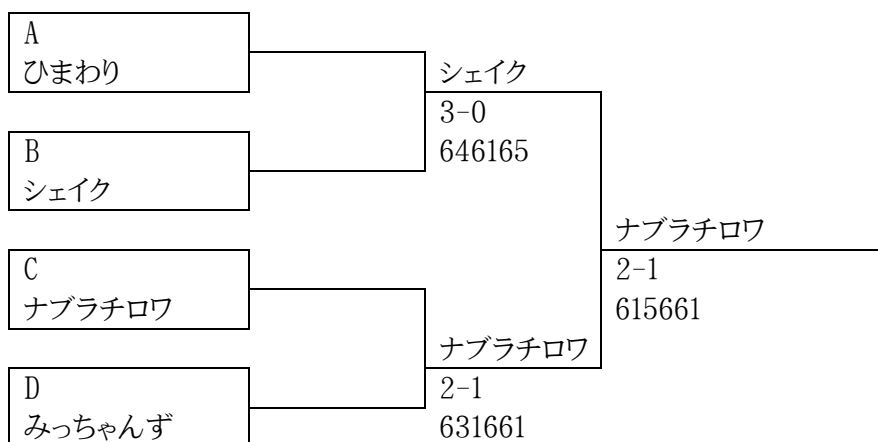 A
ひまわり
シェイク
3-0
646165
B
シェイク
ナブラチロワ
2-1
615661
C
ナブラチロワ
ナブラチロワ
2-1
631661
D
みっちゃんず